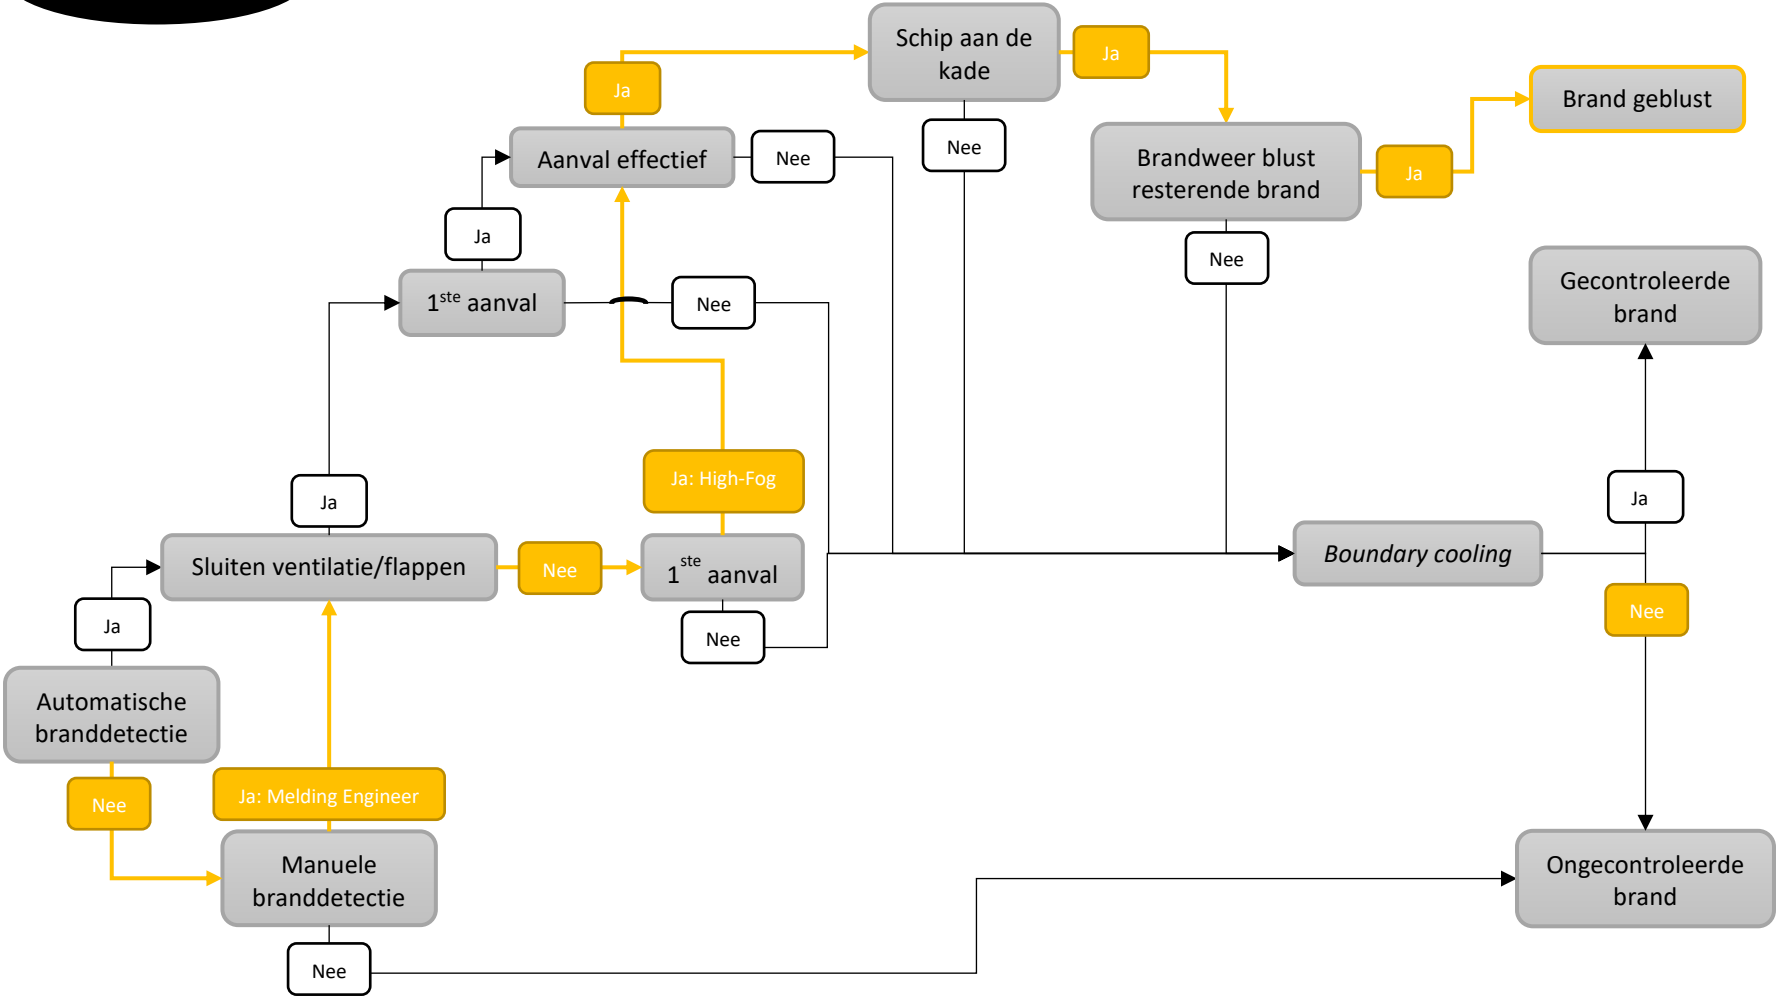 Schip aan de
kade
Ja
Ja
Brand geblust
Nee
Aanval effectief
Nee
Brandweer blust
resterende brand
Ja
Ja
Nee
Gecontroleerde
brand
1ste aanval
Nee
Ja: High-Fog
Ja
Ja
Sluiten ventilatie/flappen
Nee
1ste aanval
Boundary cooling
Nee
Ja
Nee
Automatische
branddetectie
Nee
Ja: Melding Engineer
Manuele
branddetectie
Ongecontroleerde
brand
Nee